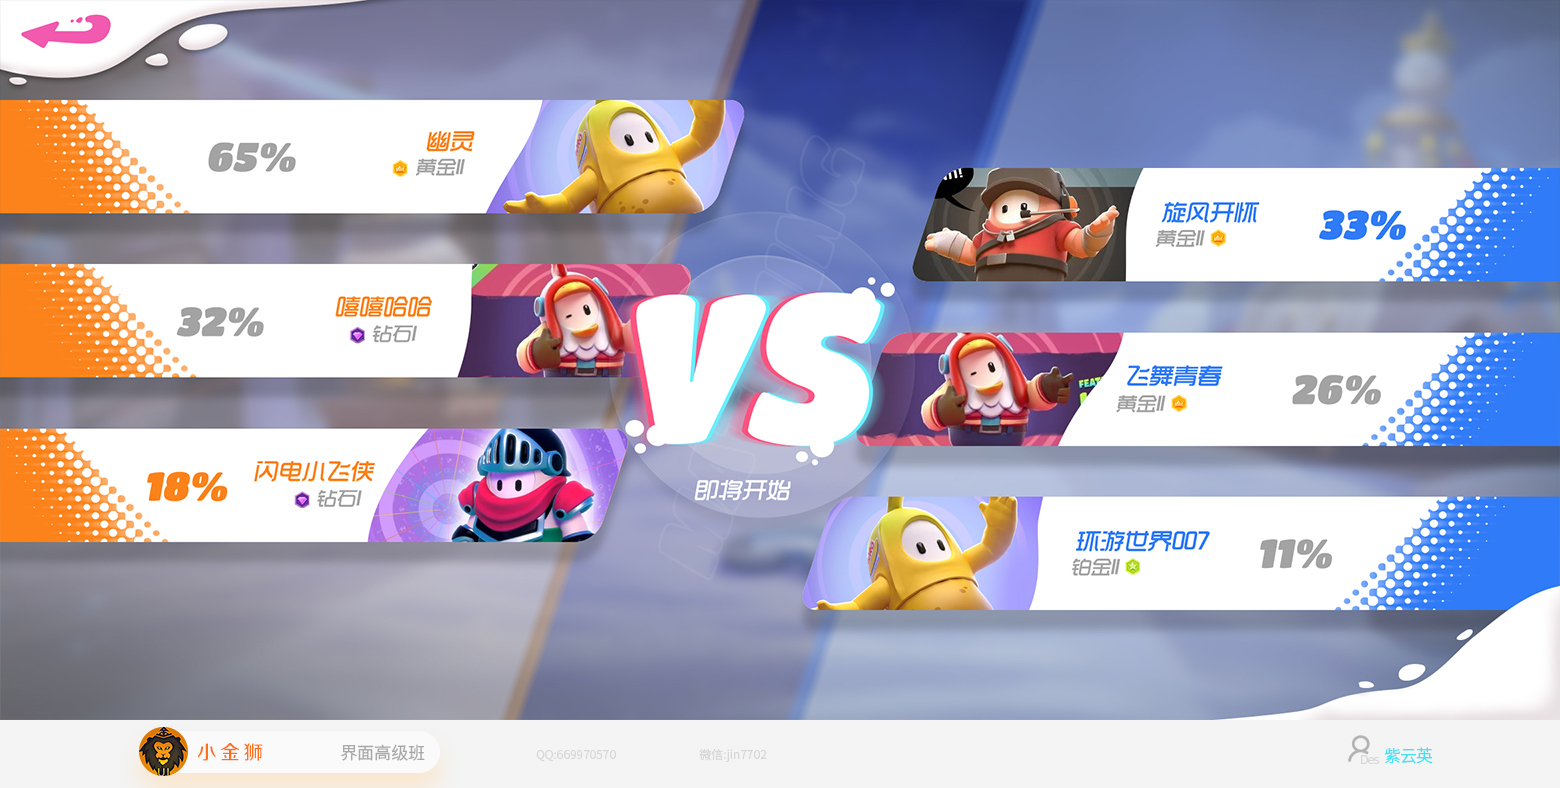 65%
幽灵
黄金II
32%
嘻嘻哈哈
钻石I
18%
闪电小飞侠
钻石I
VS
即将开始
旋风开怀
黄金II
33%
飞舞青春
黄金II
26%
环游世界007
铂金II
11%
小金狮
界面高级班
QQ:669970570
微信:jin7702
Des
紫云英